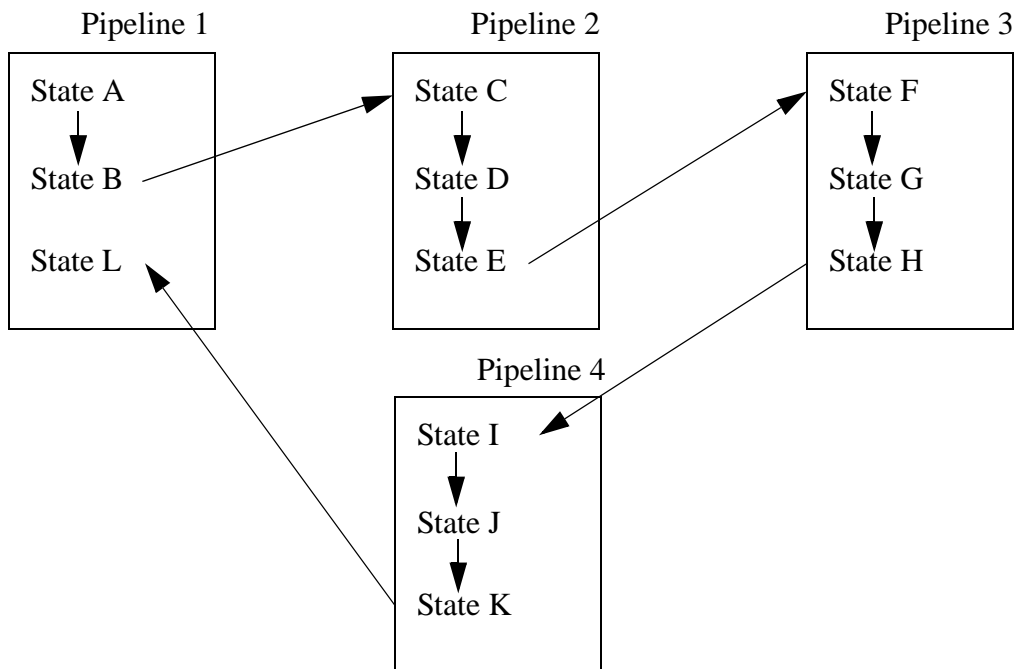 Pipeline 1
State A
State B
State L
Pipeline 2
State C
State D
State E
Pipeline 3
State F
State G
State H
Pipeline 4
State I
State J
State K